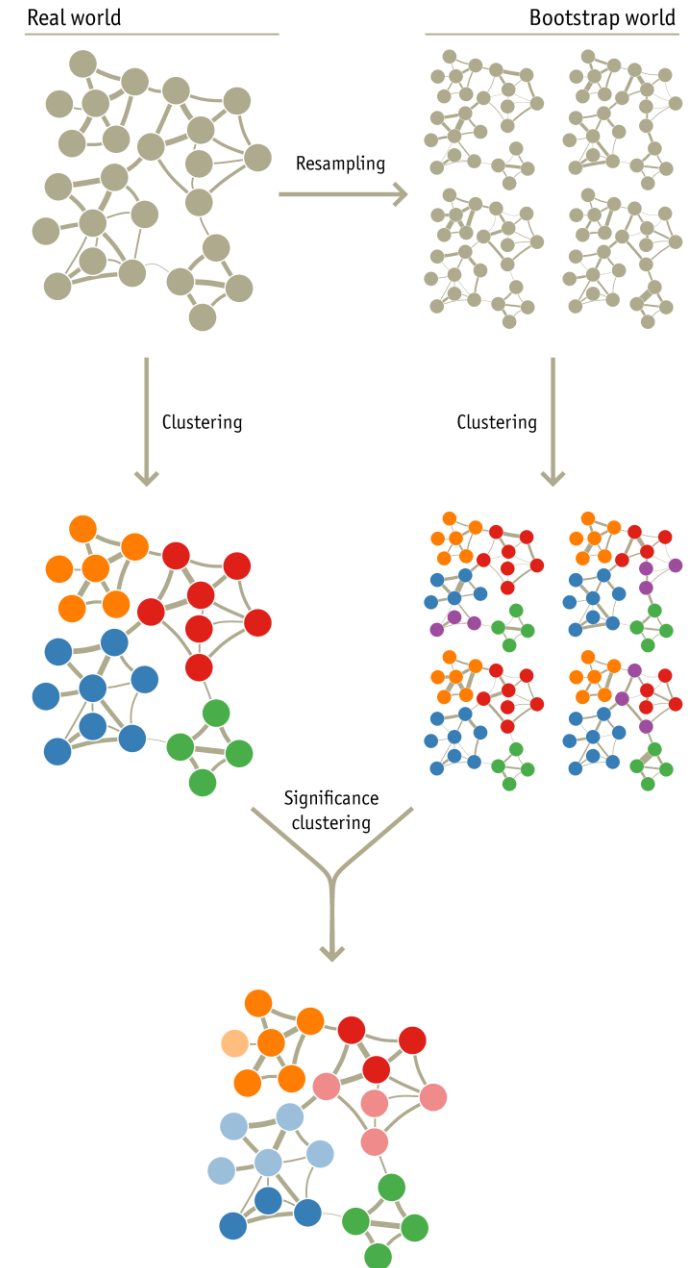 Real world
Bootstrap world
Resampling
Clustering
Clustering
Significance
clustering